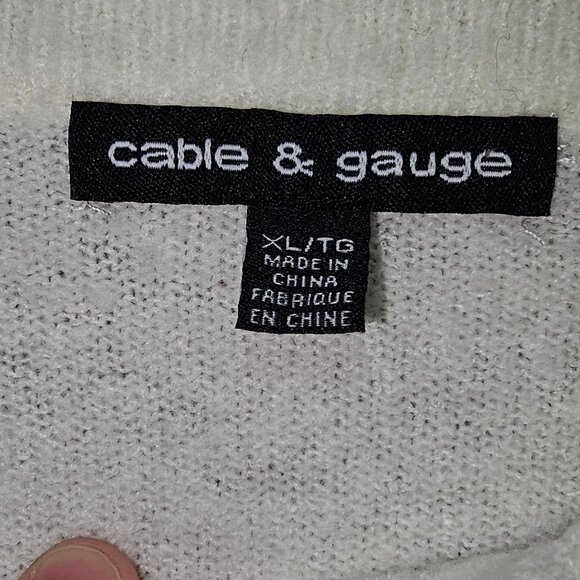 cable & gauge
XL/TG
MADE IN
CHINA
FABRIQUE
EN CHINE